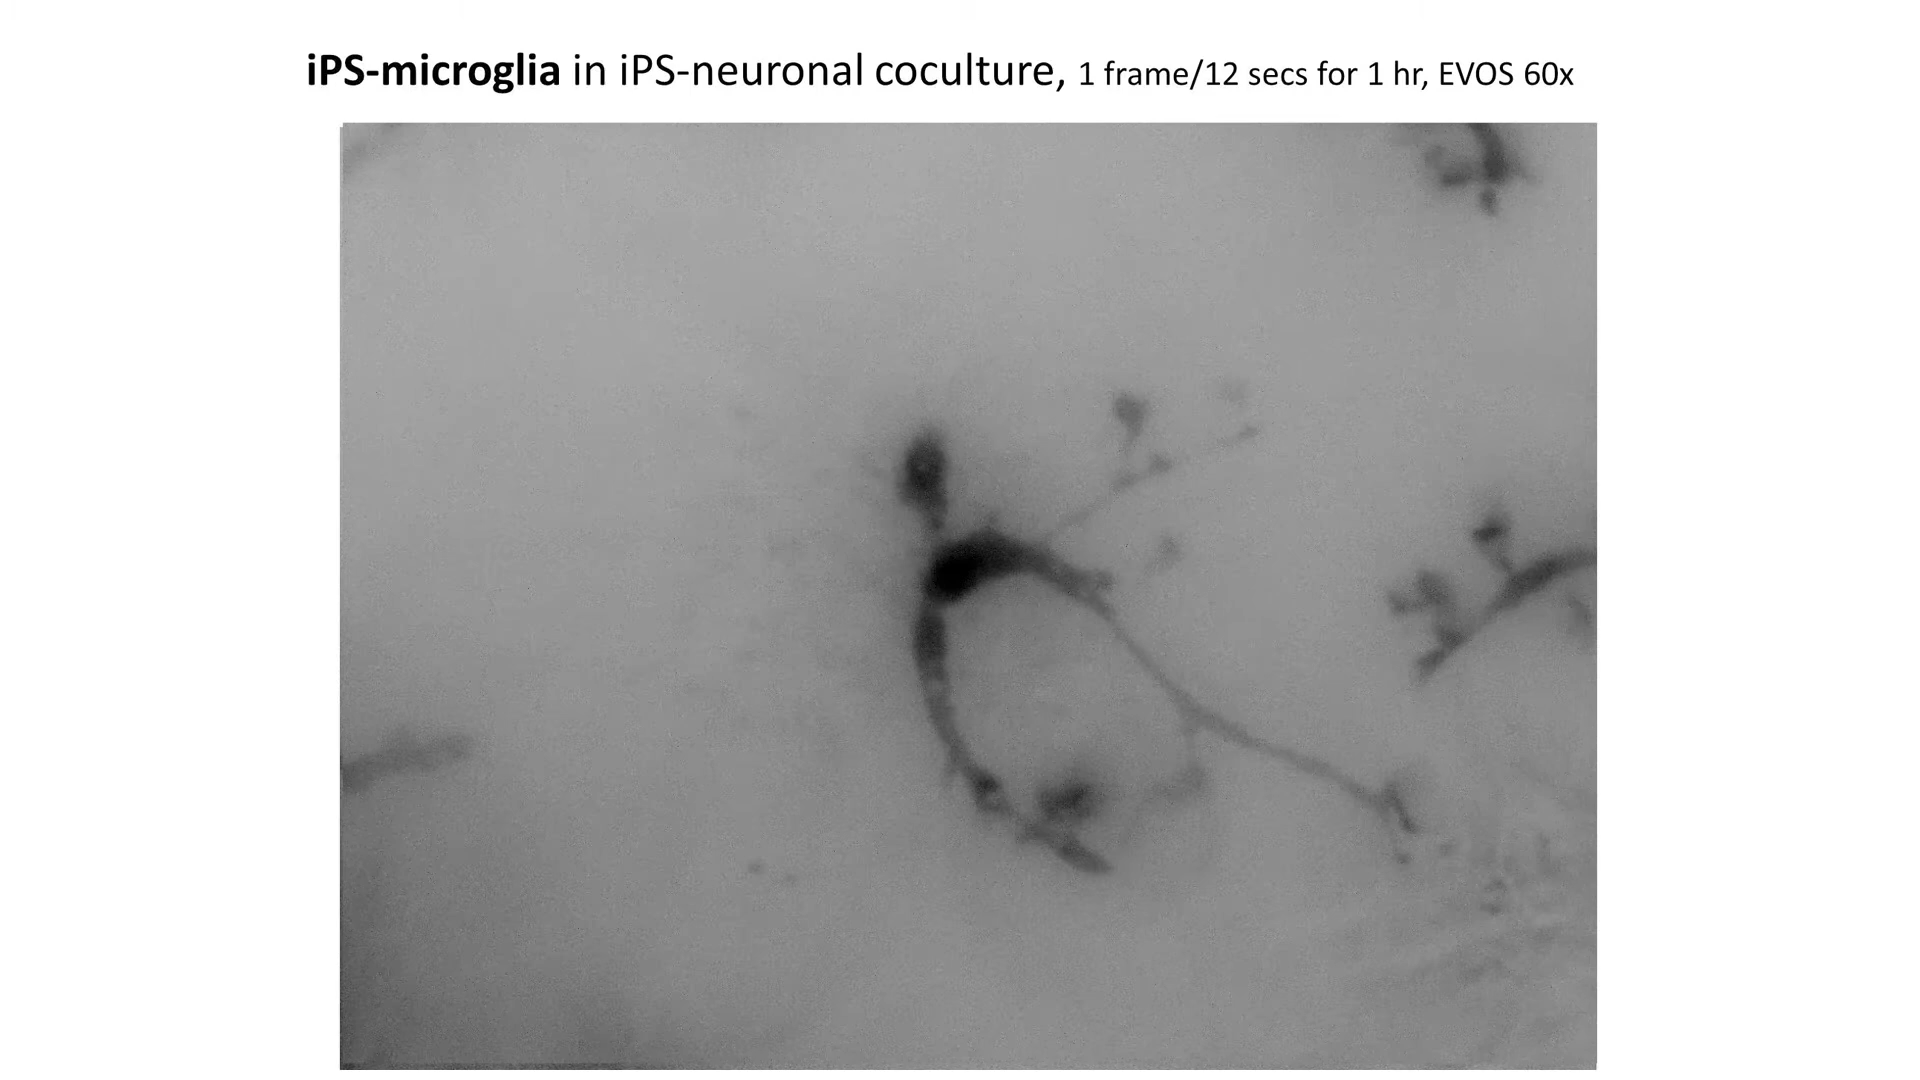 iPS-microglia in iPS-neuronal coculture, 1 frame/12 secs for 1 hr, EVOS 60x